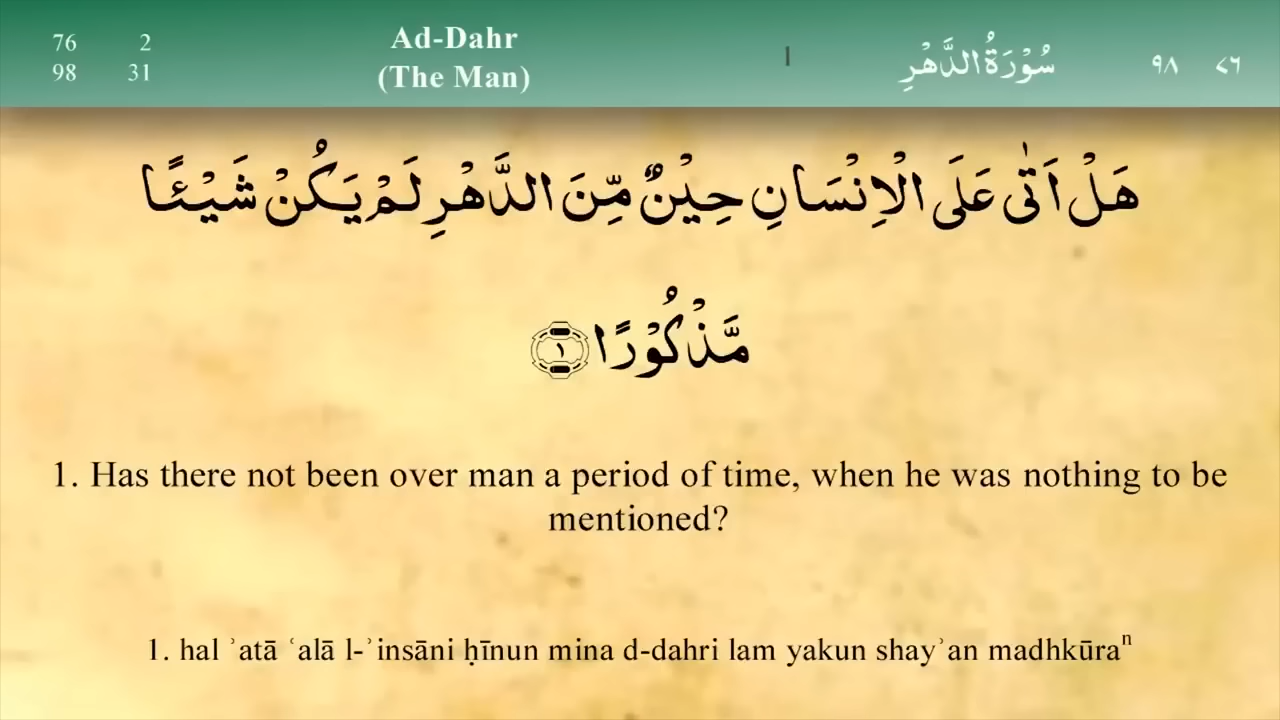 76 2 Ad-Dahr سُوْرَةُ الدَّهْرِ ٩٨ ٧٦
98 31 (The Man)
هَلْ اَتٰى عَلَى الْاِنْسَانِ حِيْنٌ مِّنَ الدَّهْرِ لَمْ يَكُنْ شَيْـًٔا
مَّذْكُوْرًا ١
1. Has there not been over man a period of time, when he was nothing to be
mentioned?
1. hal ʾatā ʿalā l-ʾinsāni ḥīnun mina d-dahri lam yakun shayʾan madhkūraⁿ